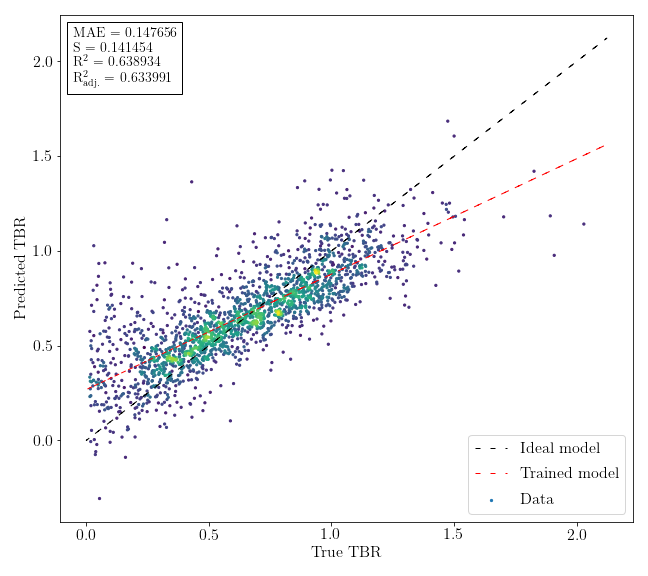 MAE = 0.147656
S = 0.141454
R² = 0.638934
R²adj. = 0.633991
2.0
1.5
1.0
0.5
0.0
Predicted TBR
Ideal model
Trained model
Data
0.0 0.5 1.0 1.5 2.0
True TBR